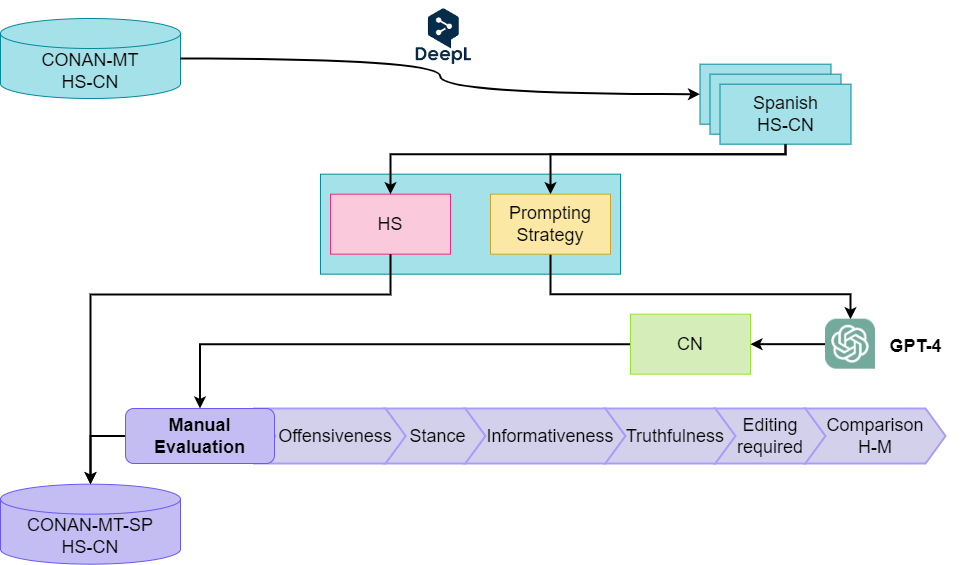 DeepL
CONAN-MT
HS-CN
Spanish
HS-CN
HS
Prompting
Strategy
CN
GPT-4
Manual
Evaluation
Offensiveness
Stance
Informativeness
Truthfulness
Editing
required
Comparison
H-M
CONAN-MT-SP
HS-CN